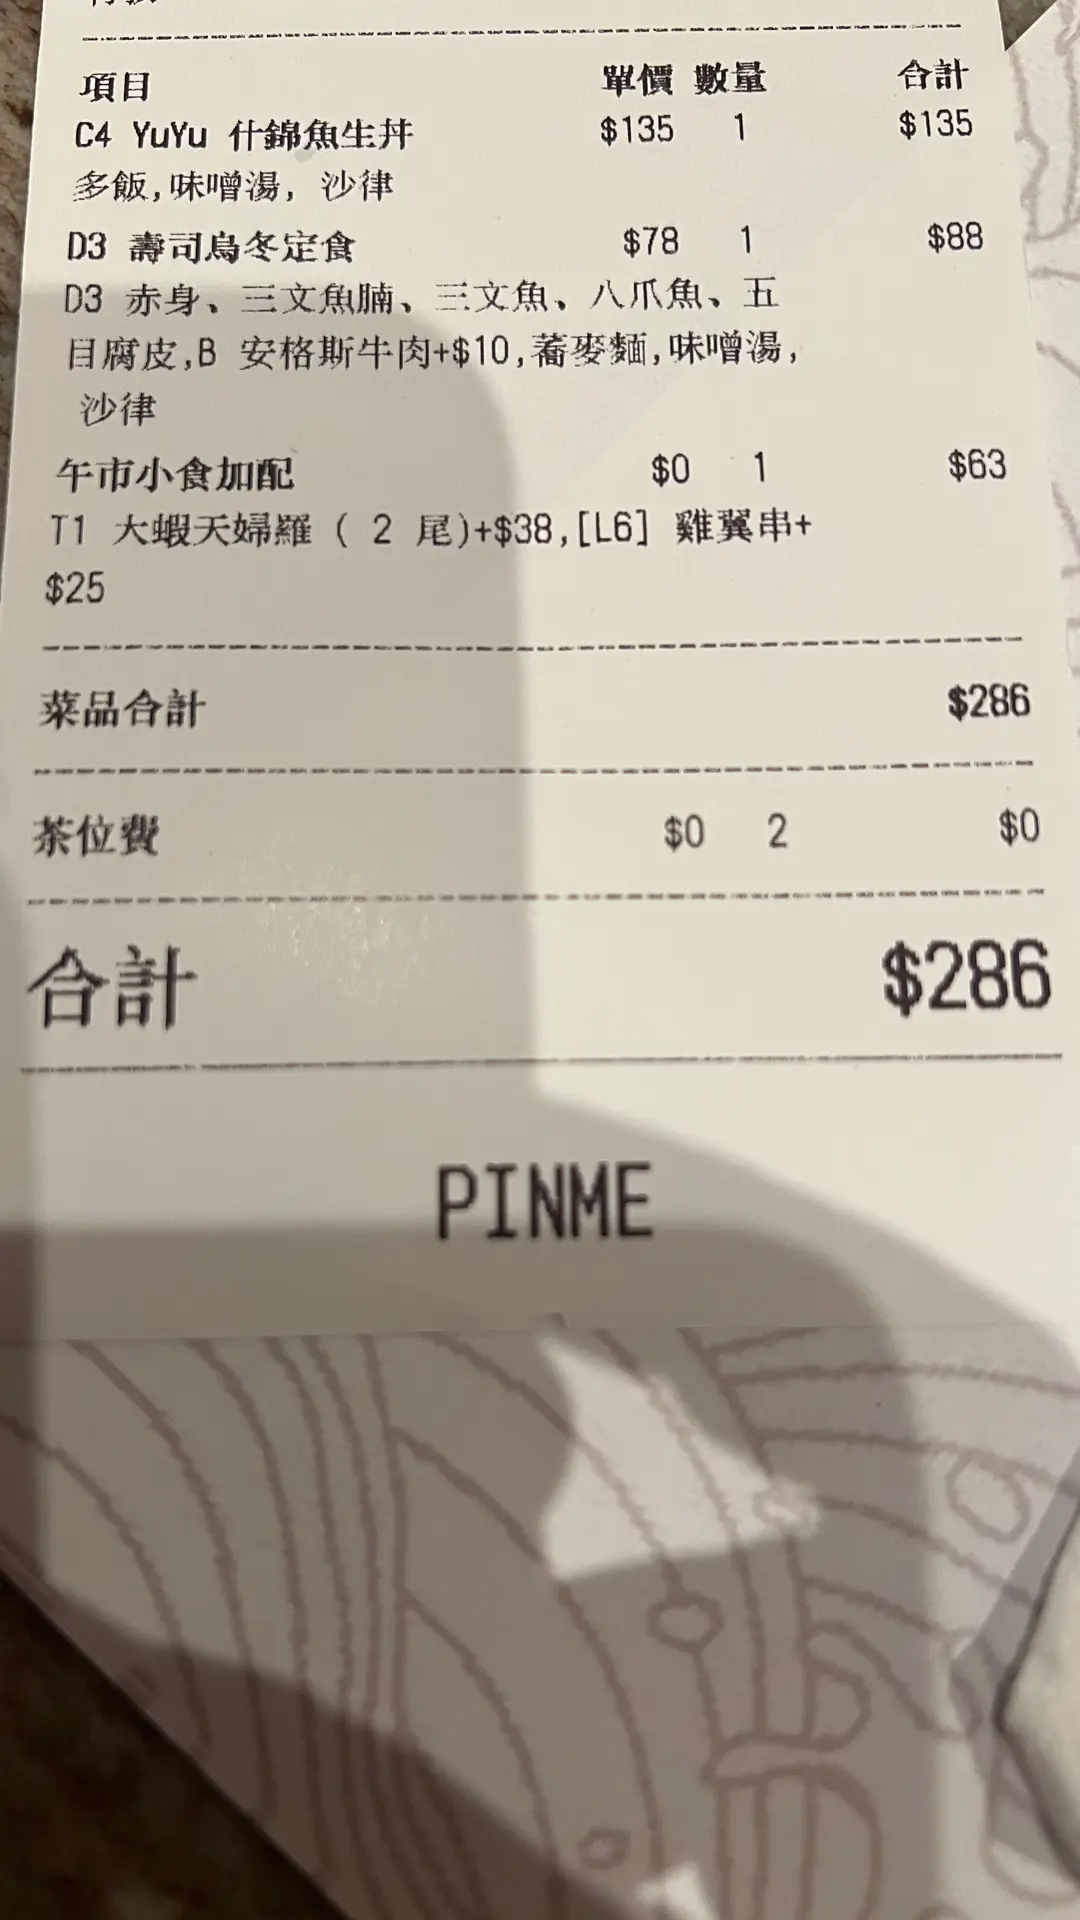 項目 單價 數量 合計
C4 YuYu 什錦魚生丼 $135 1 $135
多飯,味噌湯, 沙律
D3 壽司烏冬定食 $78 1 $88
D3 赤身、三文魚腩、三文魚、八爪魚、五
目腐皮,B 安格斯牛肉+$10,蕎麥麵,味噌湯,
沙律
午市小食加配 $0 1 $63
T1 大蝦天婦羅 ( 2 尾)+$38,[L6] 雞翼串+
$25
菜品合計 $286
茶位費 $0 2 $0
合計 $286
PINME